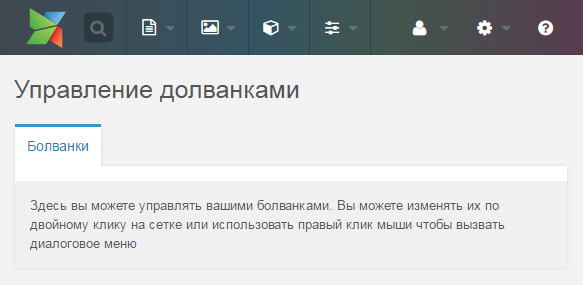 Управление долванками
Болванки
Здесь вы можете управлять вашими болванками. Вы можете изменять их по
двойному клику на сетке или использовать правый клик мыши чтобы вызвать
диалоговое меню